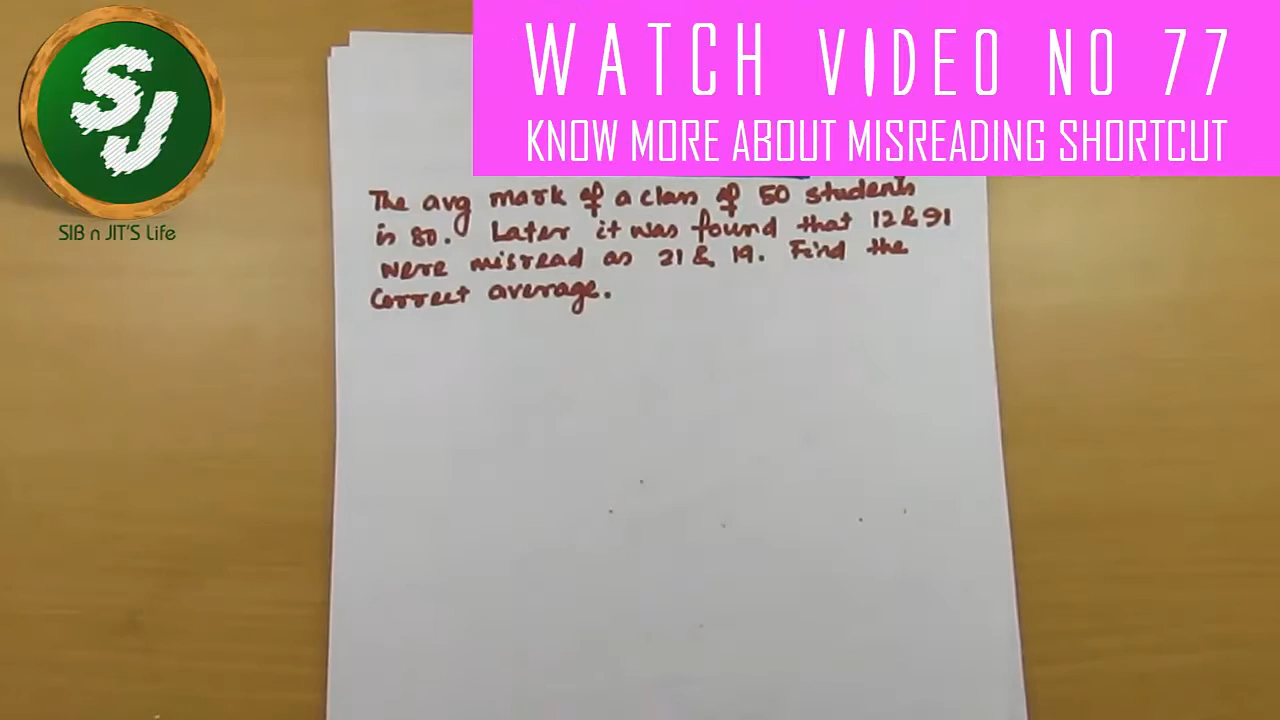 SJ
SIB n JIT'S Life
WATCH VIDEO NO 77
KNOW MORE ABOUT MISREADING SHORTCUT
The avg mark of a class of 50 students
is 80. Later it was found that 12 & 91
were misread as 21 & 19. Find the
Correct average.